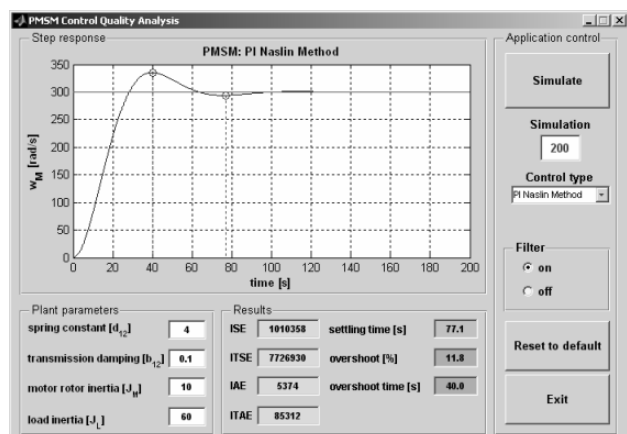 PMSM Control Quality Analysis
Step response
PMSM: PI Naslin Method
350
300
250
200
150
100
50
0
w_M [rad/s]
0 20 40 60 80 100 120 140 160 180 200
time [s]
Application control
Simulate
Simulation
200
Control type
PI Naslin Method
Filter
on
off
Reset to default
Exit
Plant parameters
spring constant [d_12] 4
transmission damping [b_12] 0.1
motor rotor inertia [J_M] 10
load inertia [J_L] 60
Results
ISE 1010358 settling time [s] 77.1
ITSE 7726930 overshoot [%] 11.8
IAE 5374 overshoot time [s] 40.0
ITAE 85312